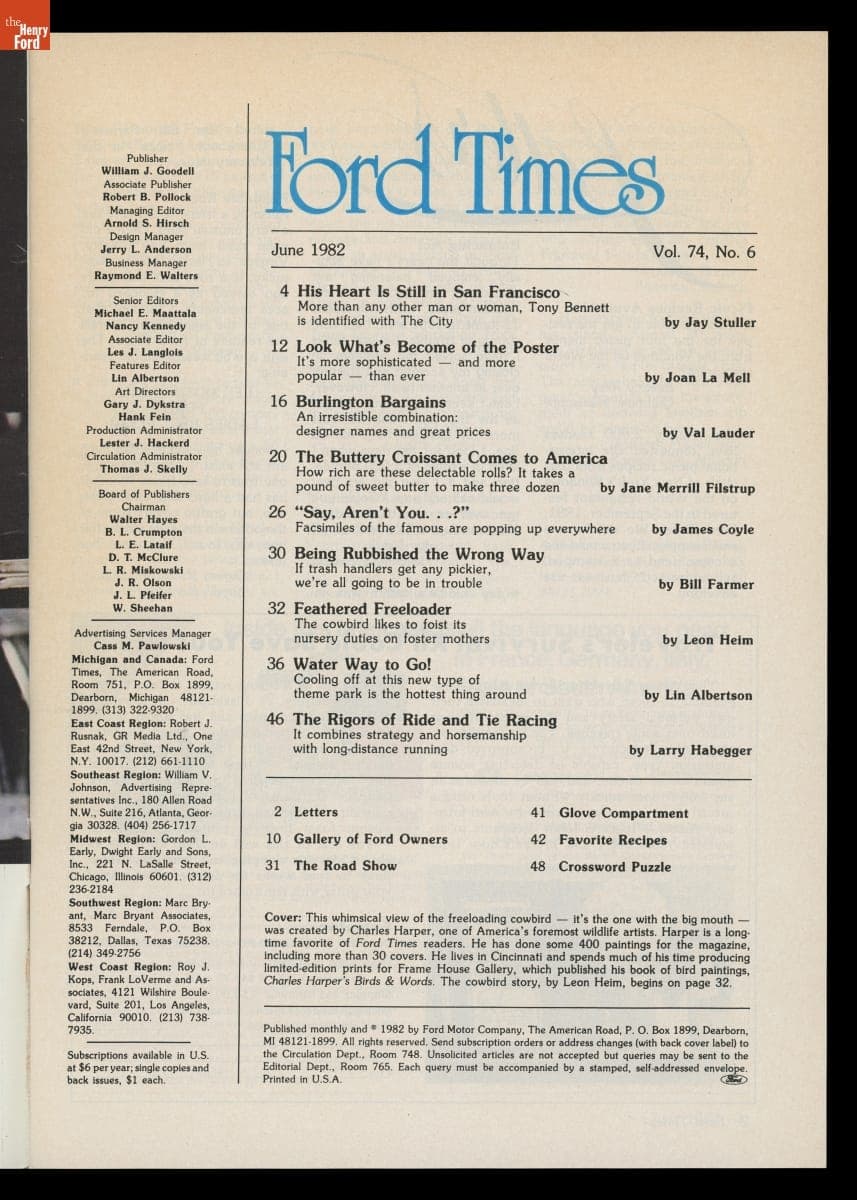 the
Henry
Ford
Publisher
William J. Goodell
Associate Publisher
Robert B. Pollock
Managing Editor
Arnold S. Hirsch
Design Manager
Jerry L. Anderson
Business Manager
Raymond E. Walters
Senior Editors
Michael E. Maattala
Nancy Kennedy
Associate Editor
Les J. Langlois
Features Editor
Lin Albertson
Art Directors
Gary J. Dykstra
Hank Fein
Production Administrator
Lester J. Hackerd
Circulation Administrator
Thomas J. Skelly
Board of Publishers
Chairman
Walter Hayes
B. L. Crumpton
L. E. Lataif
D. T. McClure
L. R. Miskowski
J. R. Olson
J. L. Pfeifer
W. Sheehan
Advertising Services Manager
Cass M. Pawlowski
Michigan and Canada: Ford
Times, The American Road,
Room 751, P.O. Box 1899,
Dearborn, Michigan 48121-
1899. (313) 322-9320
East Coast Region: Robert J.
Rusnak, GR Media Ltd., One
East 42nd Street, New York,
N.Y. 10017. (212) 661-1110
Southeast Region: William V.
Johnson, Advertising Repre-
sentatives Inc., 180 Allen Road
N.W., Suite 216, Atlanta, Geor-
gia 30328. (404) 256-1717
Midwest Region: Gordon L.
Early, Dwight Early and Sons,
Inc., 221 N. LaSalle Street,
Chicago, Illinois 60601. (312)
236-2184
Southwest Region: Marc Bry-
ant, Marc Bryant Associates,
8533 Ferndale, P.O. Box
38212, Dallas, Texas 75238.
(214) 349-2756
West Coast Region: Roy J.
Kops, Frank LoVerme and As-
sociates, 4121 Wilshire Boule-
vard, Suite 201, Los Angeles,
California 90010. (213) 738-
7935.
Subscriptions available in U.S.
at $6 per year; single copies and
back issues, $1 each.
Ford Times
June 1982 Vol. 74, No. 6
4 His Heart Is Still in San Francisco
More than any other man or woman, Tony Bennett
is identified with The City by Jay Stuller
12 Look What's Become of the Poster
It's more sophisticated — and more
popular — than ever by Joan La Mell
16 Burlington Bargains
An irresistible combination:
designer names and great prices by Val Lauder
20 The Buttery Croissant Comes to America
How rich are these delectable rolls? It takes a
pound of sweet butter to make three dozen by Jane Merrill Filstrup
26 “Say, Aren't You. . .?”
Facsimiles of the famous are popping up everywhere by James Coyle
30 Being Rubbished the Wrong Way
If trash handlers get any pickier,
we're all going to be in trouble by Bill Farmer
32 Feathered Freeloader
The cowbird likes to foist its
nursery duties on foster mothers by Leon Heim
36 Water Way to Go!
Cooling off at this new type of
theme park is the hottest thing around by Lin Albertson
46 The Rigors of Ride and Tie Racing
It combines strategy and horsemanship
with long-distance running by Larry Habegger
2 Letters 41 Glove Compartment
10 Gallery of Ford Owners 42 Favorite Recipes
31 The Road Show 48 Crossword Puzzle
Cover: This whimsical view of the freeloading cowbird — it's the one with the big mouth —
was created by Charles Harper, one of America's foremost wildlife artists. Harper is a long-
time favorite of Ford Times readers. He has done some 400 paintings for the magazine,
including more than 30 covers. He lives in Cincinnati and spends much of his time producing
limited-edition prints for Frame House Gallery, which published his book of bird paintings,
Charles Harper's Birds & Words. The cowbird story, by Leon Heim, begins on page 32.
Published monthly and ® 1982 by Ford Motor Company, The American Road, P. O. Box 1899, Dearborn,
MI 48121-1899. All rights reserved. Send subscription orders or address changes (with back cover label) to
the Circulation Dept., Room 748. Unsolicited articles are not accepted but queries may be sent to the
Editorial Dept., Room 765. Each query must be accompanied by a stamped, self-addressed envelope.
Printed in U.S.A. Ford